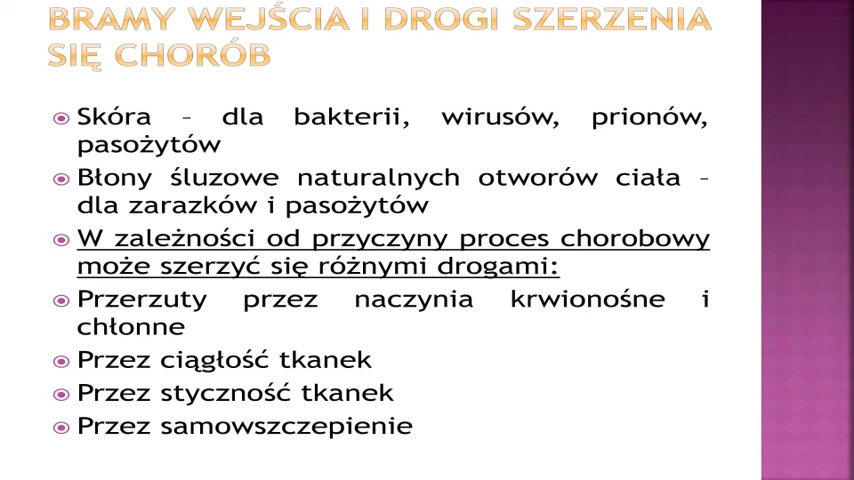 BRAMY WEJŚCIA I DROGI SZERZENIA
SIĘ CHORÓB
Skóra – dla bakterii, wirusów, prionów,
pasożytów
Błony śluzowe naturalnych otworów ciała –
dla zarazków i pasożytów
W zależności od przyczyny proces chorobowy
może szerzyć się różnymi drogami:
Przerzuty przez naczynia krwionośne i
chłonne
Przez ciągłość tkanek
Przez styczność tkanek
Przez samowszczepienie